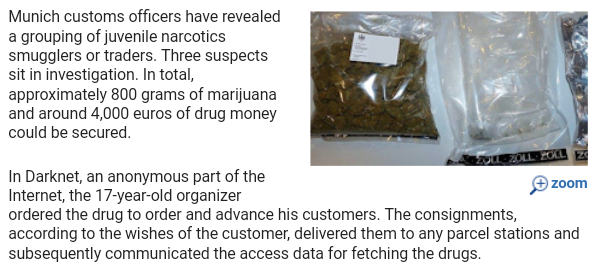 Munich customs officers have revealed
a grouping of juvenile narcotics
smugglers or traders. Three suspects
sit in investigation. In total,
approximately 800 grams of marijuana
and around 4,000 euros of drug money
could be secured.
ZOLL ZOLL ZOLL
zoom
In Darknet, an anonymous part of the
Internet, the 17-year-old organizer
ordered the drug to order and advance his customers. The consignments,
according to the wishes of the customer, delivered them to any parcel stations and
subsequently communicated the access data for fetching the drugs.